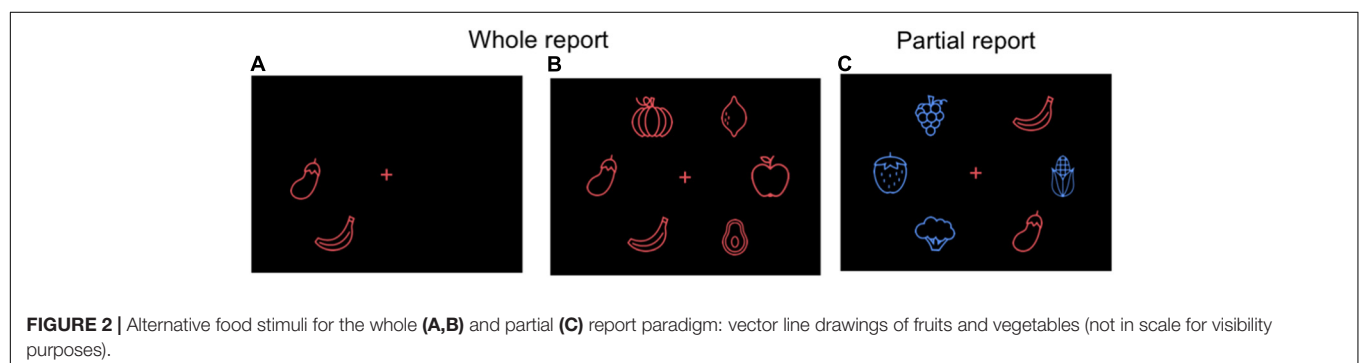 Whole report Partial report
A B C
FIGURE 2 | Alternative food stimuli for the whole (A,B) and partial (C) report paradigm: vector line drawings of fruits and vegetables (not in scale for visibility
purposes).